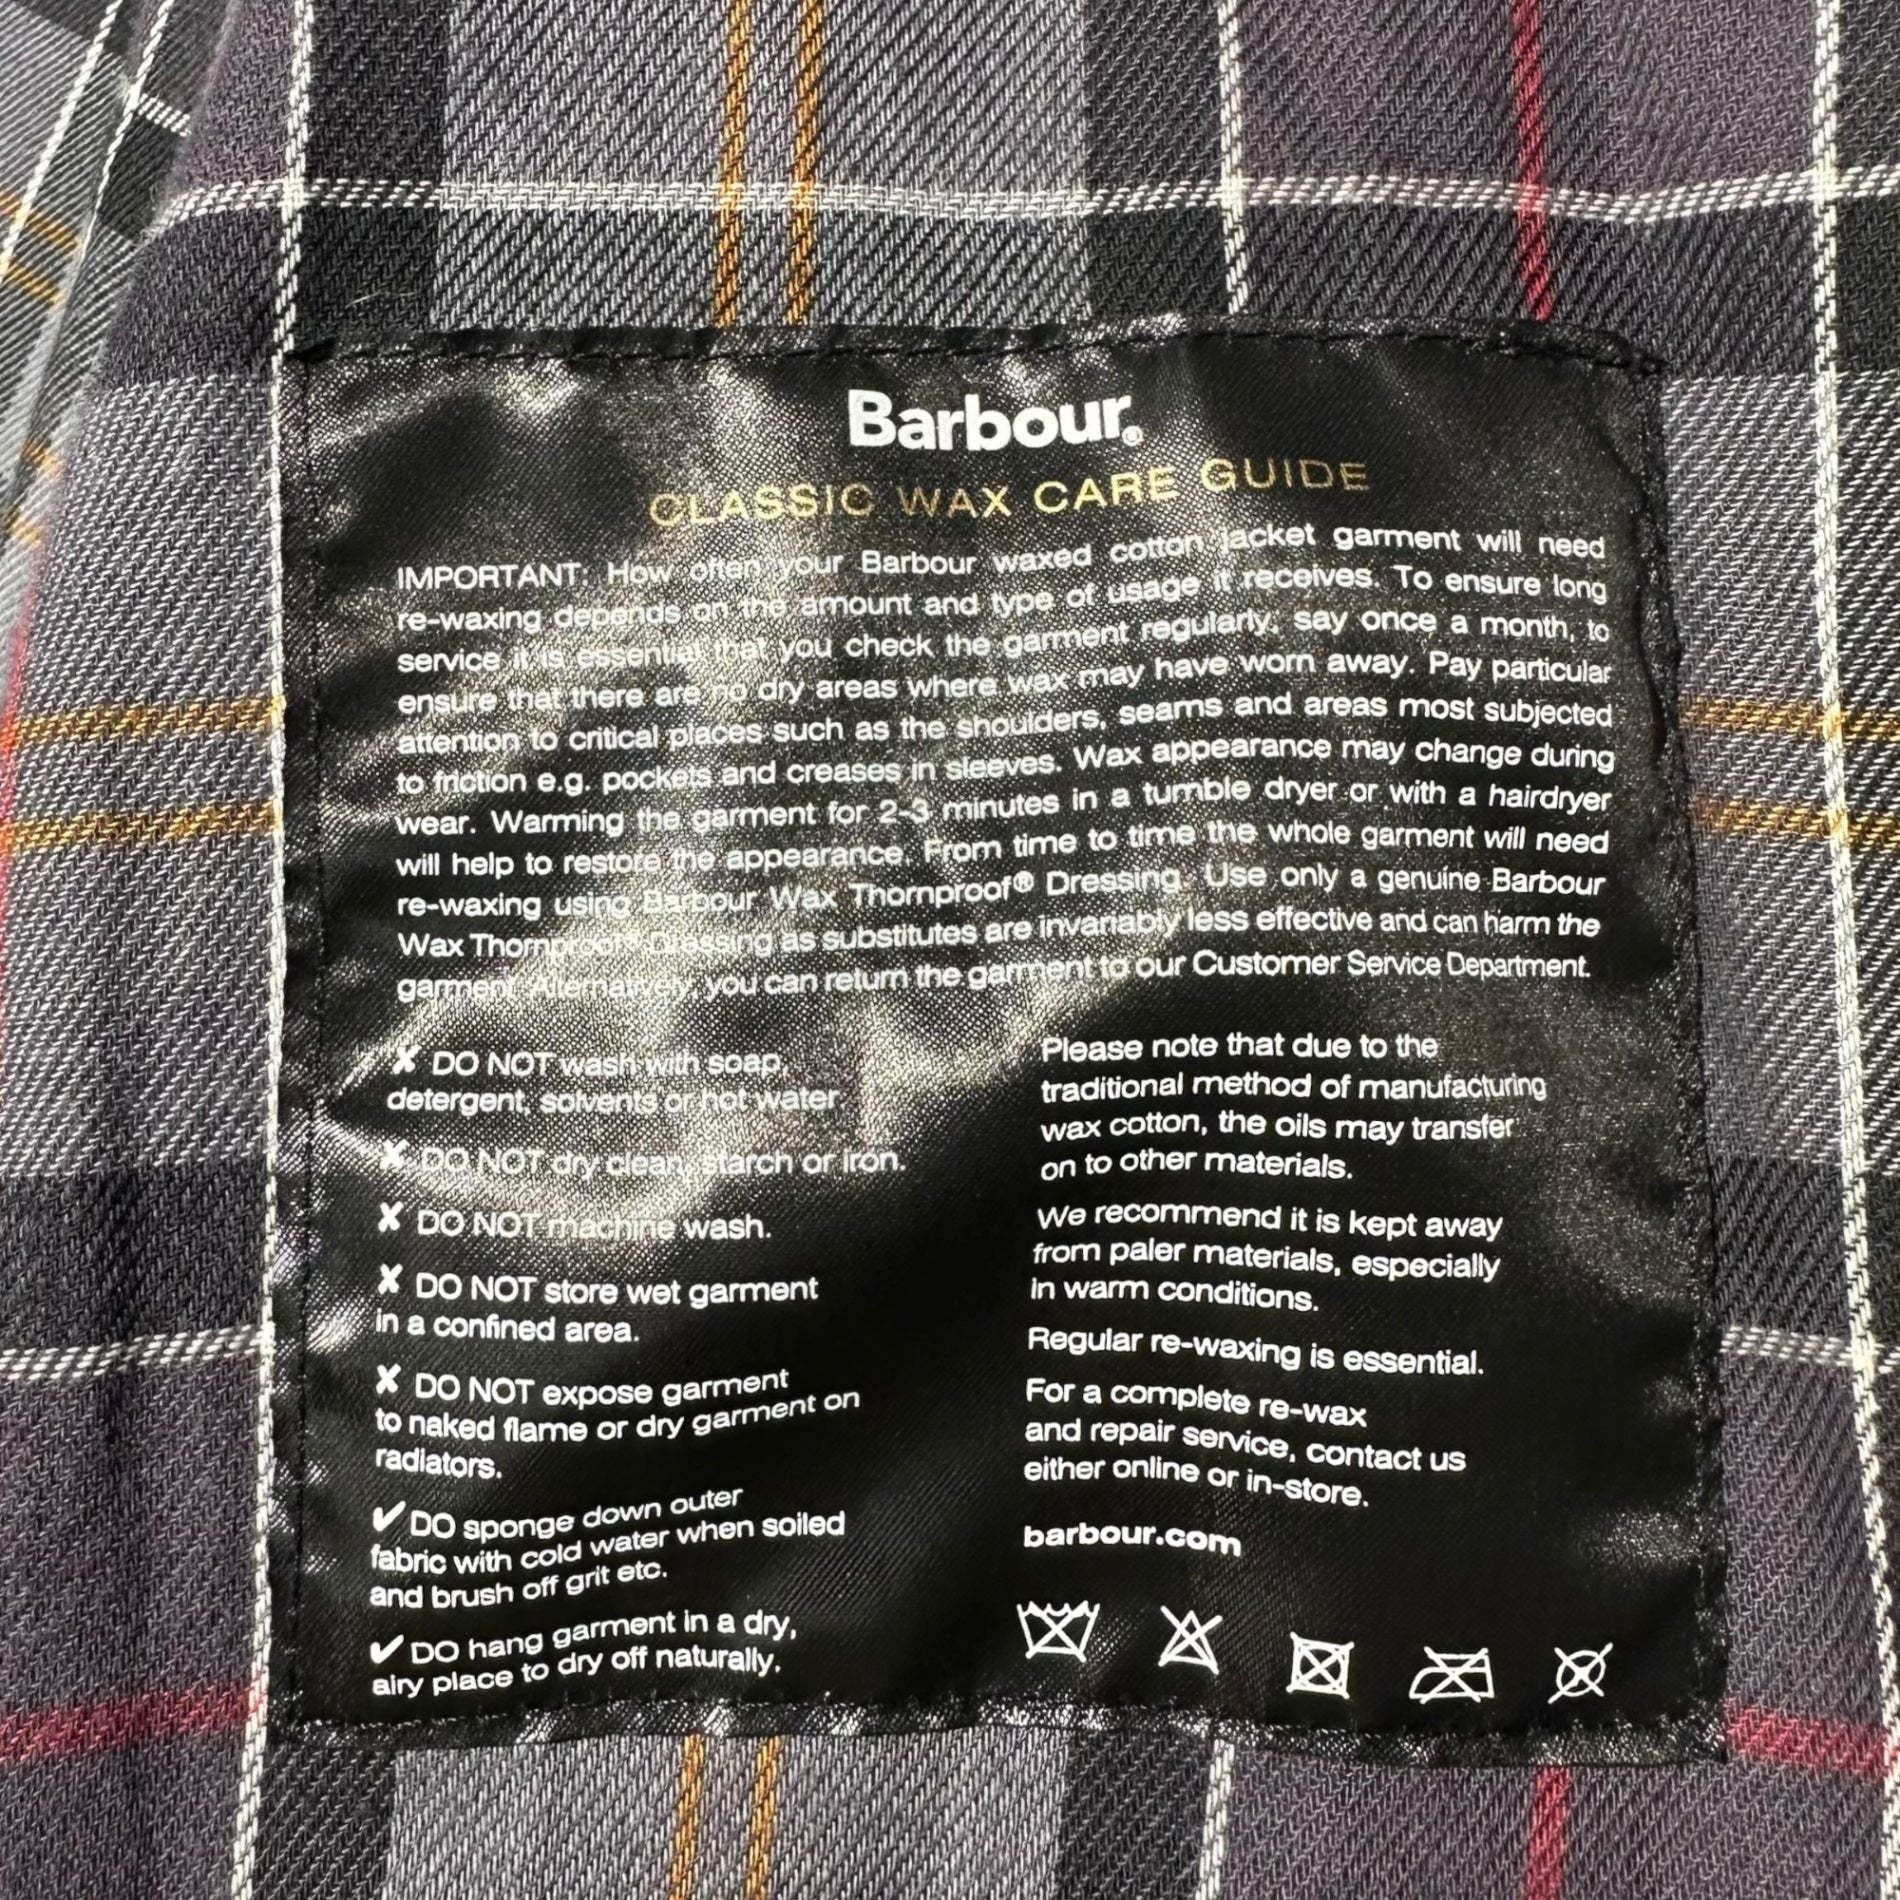 Barbour®
CLASSIC WAX CARE GUIDE
IMPORTANT: How often your Barbour waxed cotton jacket garment will need
re-waxing depends on the amount and type of usage it receives. To ensure long
service it is essential that you check the garment regularly, say once a month, to
ensure that there are no dry areas where wax may have worn away. Pay particular
attention to critical places such as the shoulders, seams and areas most subjected
to friction e.g. pockets and creases in sleeves. Wax appearance may change during
wear. Warming the garment for 2-3 minutes in a tumble dryer or with a hairdryer
will help to restore the appearance. From time to time the whole garment will need
re-waxing using Barbour Wax Thornproof® Dressing. Use only a genuine Barbour
Wax Thornproof® Dressing as substitutes are invariably less effective and can harm the
garment. Alternatively, you can return the garment to our Customer Service Department.
✘ DO NOT wash with soap,
detergent, solvents or hot water.
✘ DO NOT dry clean, starch or iron.
✘ DO NOT machine wash.
✘ DO NOT store wet garment
in a confined area.
✘ DO NOT expose garment
to naked flame or dry garment on
radiators.
✔ DO sponge down outer
fabric with cold water when soiled
and brush off grit etc.
✔ DO hang garment in a dry,
airy place to dry off naturally.
Please note that due to the
traditional method of manufacturing
wax cotton, the oils may transfer
on to other materials.
We recommend it is kept away
from paler materials, especially
in warm conditions.
Regular re-waxing is essential.
For a complete re-wax
and repair service, contact us
either online or in-store.
barbour.com